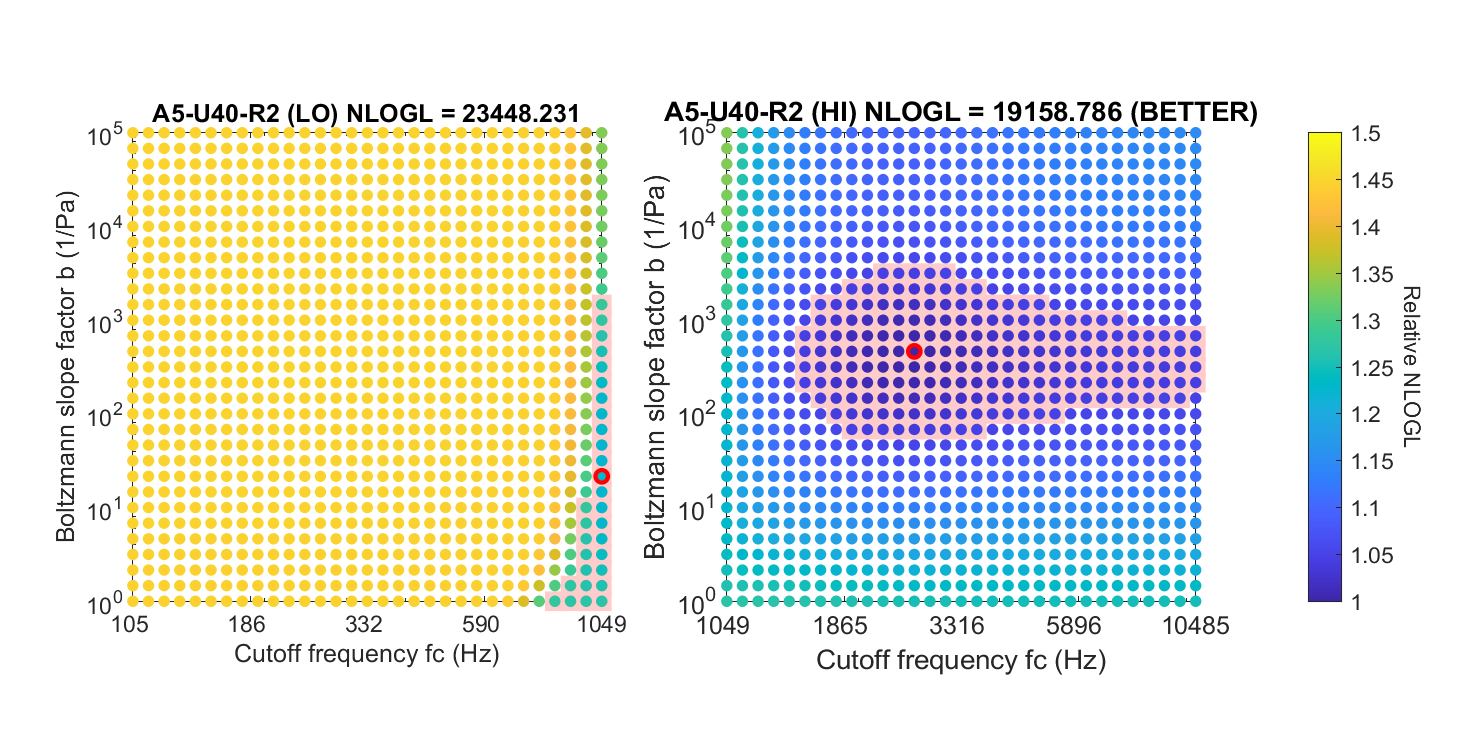 A5-U40-R2 (LO) NLOGL = 23448.231
10^5
10^4
10^3
10^2
10^1
10^0
Boltzmann slope factor b (1/Pa)
105 186 332 590 1049
Cutoff frequency fc (Hz)
A5-U40-R2 (HI) NLOGL = 19158.786 (BETTER)
10^5
10^4
10^3
10^2
10^1
10^0
Boltzmann slope factor b (1/Pa)
1049 1865 3316 5896 10485
Cutoff frequency fc (Hz)
1.5
1.45
1.4
1.35
1.3
1.25
1.2
1.15
1.1
1.05
1
Relative NLOGL